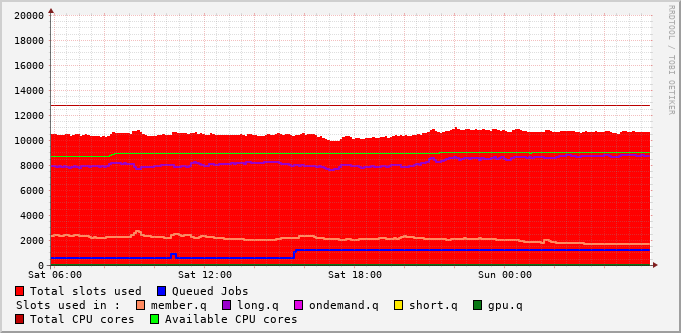 RRDTOOL / TOBI OETIKER
20000
18000
16000
14000
12000
10000
8000
6000
4000
2000
0
Sat 06:00 Sat 12:00 Sat 18:00 Sun 00:00
Total slots used Queued Jobs
Slots used in : member.q long.q ondemand.q short.q gpu.q
Total CPU cores Available CPU cores